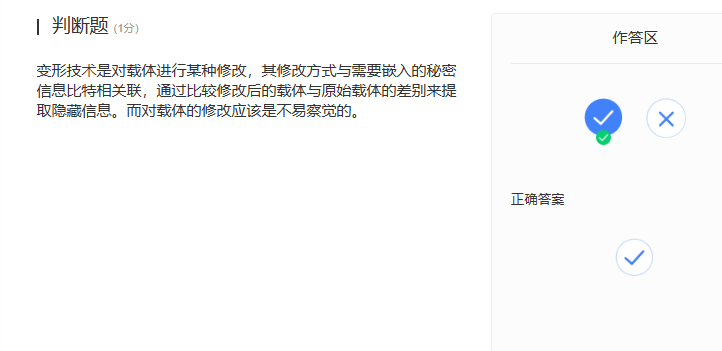 判断题 (1分)
变形技术是对载体进行某种修改，其修改方式与需要嵌入的秘密
信息比特相关联，通过比较修改后的载体与原始载体的差别来提
取隐藏信息。而对载体的修改应该是不易察觉的。
作答区
正确答案